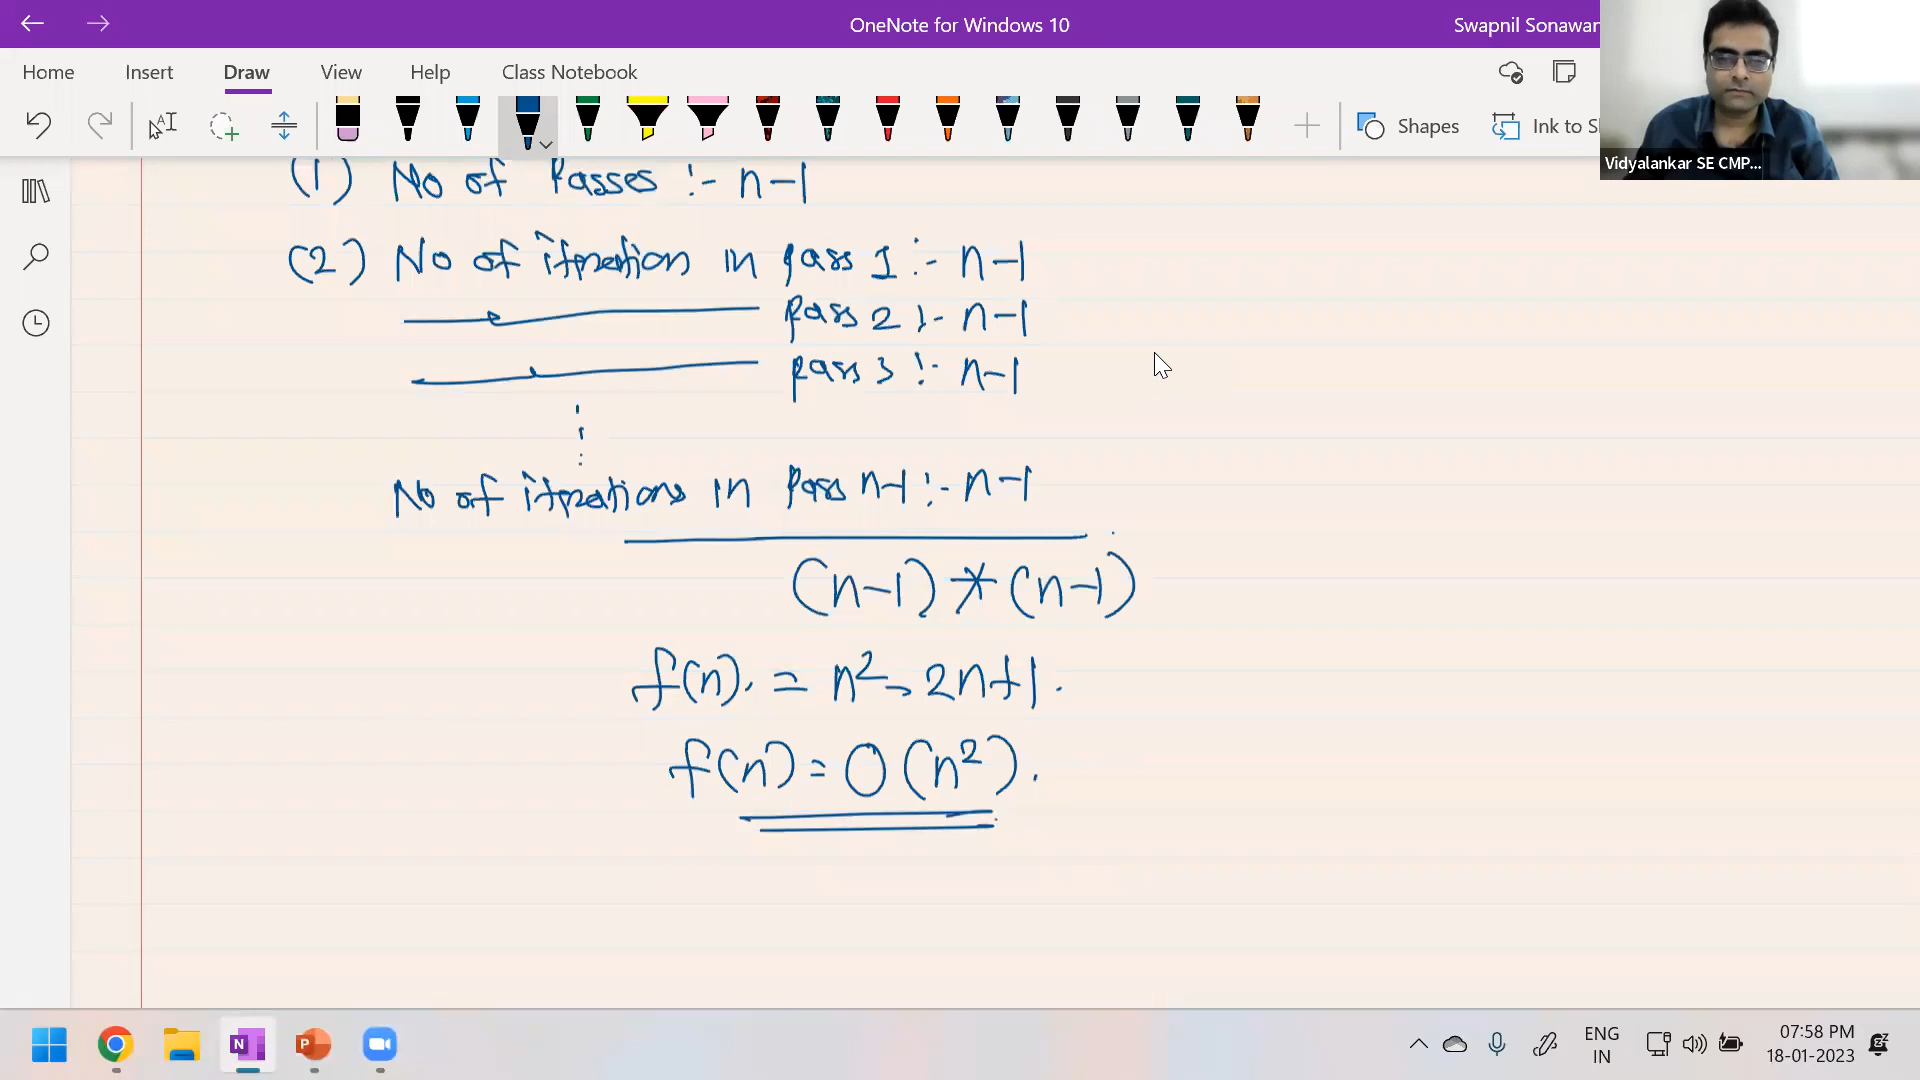 OneNote for Windows 10
Swapnil Sonawar
Home Insert Draw View Help Class Notebook
Shapes
Ink to S
Vidyalankar SE CMP...
(1) No of Passes :- n-1
(2) No of iteration in pass 1 :- n-1
pass 2 :- n-1
pass 3 :- n-1
No of iterations in pass n-1 :- n-1
(n-1) * (n-1)
f(n) = n² - 2n+1.
f(n) = O(n²).
ENG
IN
07:58 PM
18-01-2023